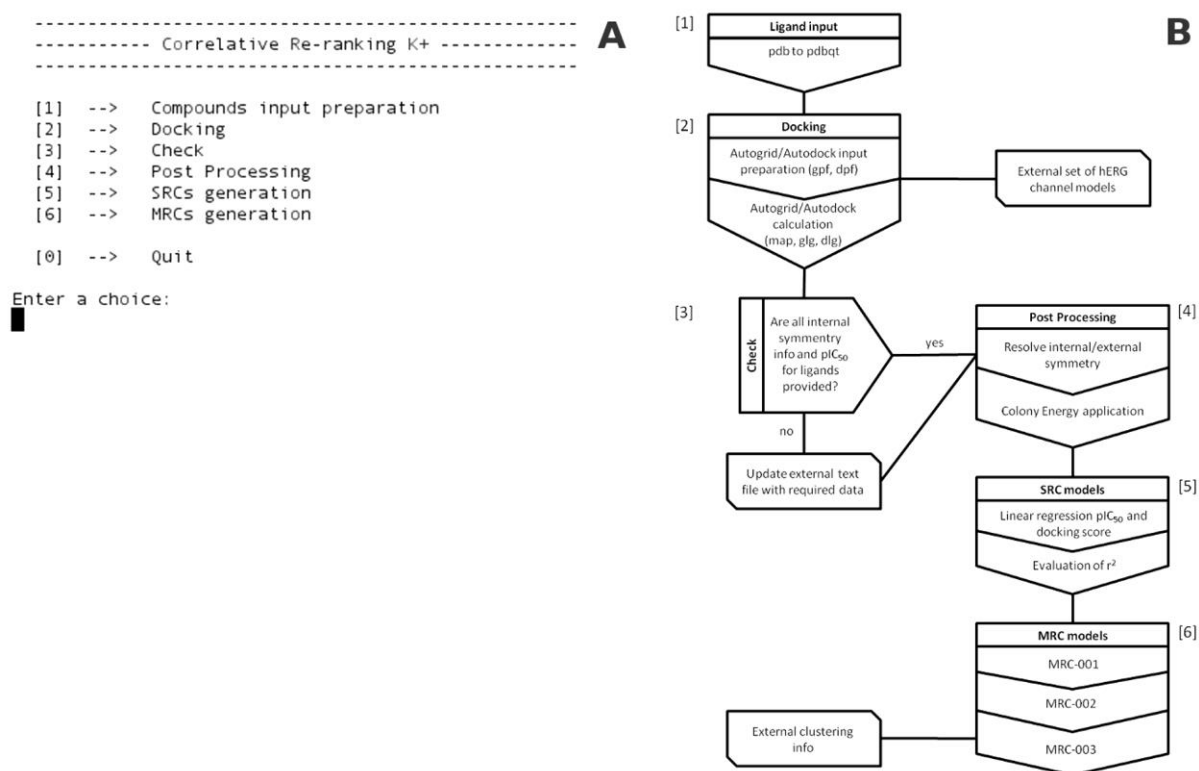 ------------------------------------------------
----------- Correlative Re-ranking K+ ------------
------------------------------------------------
[1] --> Compounds input preparation
[2] --> Docking
[3] --> Check
[4] --> Post Processing
[5] --> SRCs generation
[6] --> MRCs generation
[0] --> Quit
Enter a choice:
A
B
[1]
Ligand input
pdb to pdbqt
[2]
Docking
Autogrid/Autodock input
preparation (gpf, dpf)
Autogrid/Autodock
calculation
(map, glg, dlg)
External set of hERG
channel models
[3]
Check
Are all internal
symmentry
info and pIC₅₀
for ligands
provided?
yes
no
Update external text
file with required data
[4]
Post Processing
Resolve internal/external
symmetry
Colony Energy application
[5]
SRC models
Linear regression pIC₅₀ and
docking score
Evaluation of r²
[6]
MRC models
MRC-001
MRC-002
MRC-003
External clustering
info